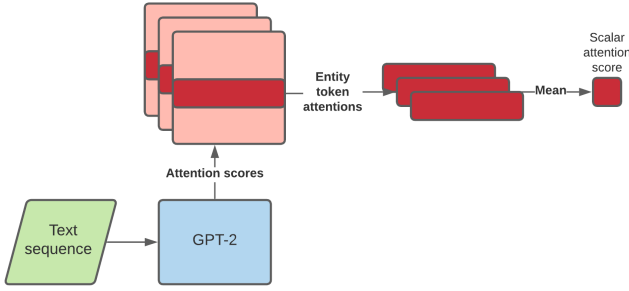 Scalar
attention
score
Entity
token
attentions
Mean
Attention scores
Text
sequence
GPT-2